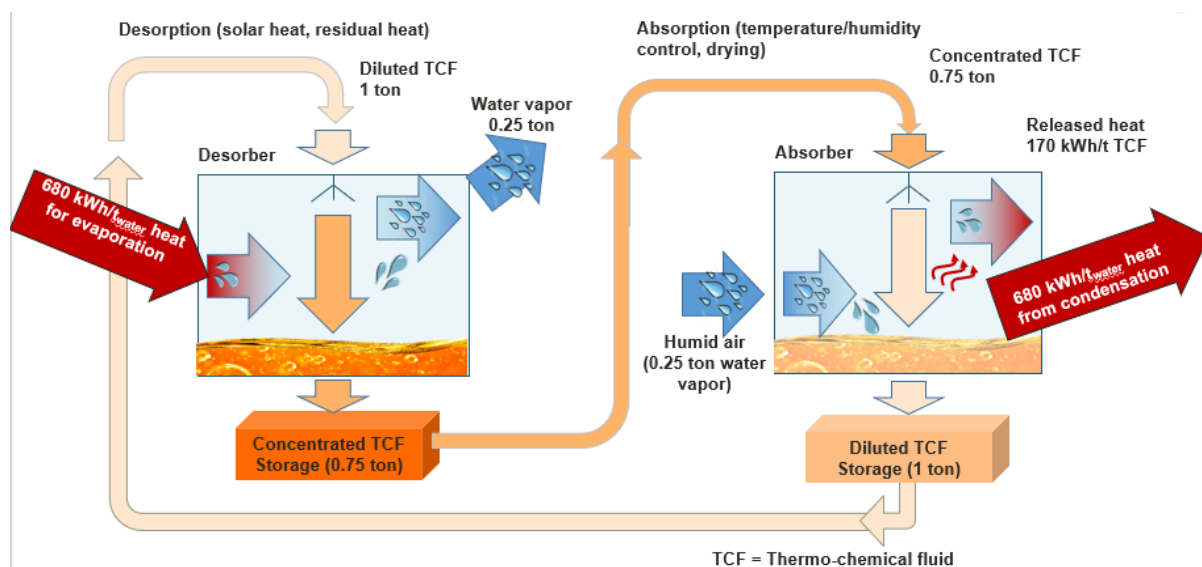 Desorption (solar heat, residual heat)
Diluted TCF
1 ton
Water vapor
0.25 ton
Desorber
680 kWh/twater heat
for evaporation
Concentrated TCF
Storage (0.75 ton)
Absorption (temperature/humidity
control, drying)
Concentrated TCF
0.75 ton
Released heat
170 kWh/t TCF
Absorber
Humid air
(0.25 ton water
vapor)
680 kWh/twater heat
from condensation
Diluted TCF
Storage (1 ton)
TCF = Thermo-chemical fluid